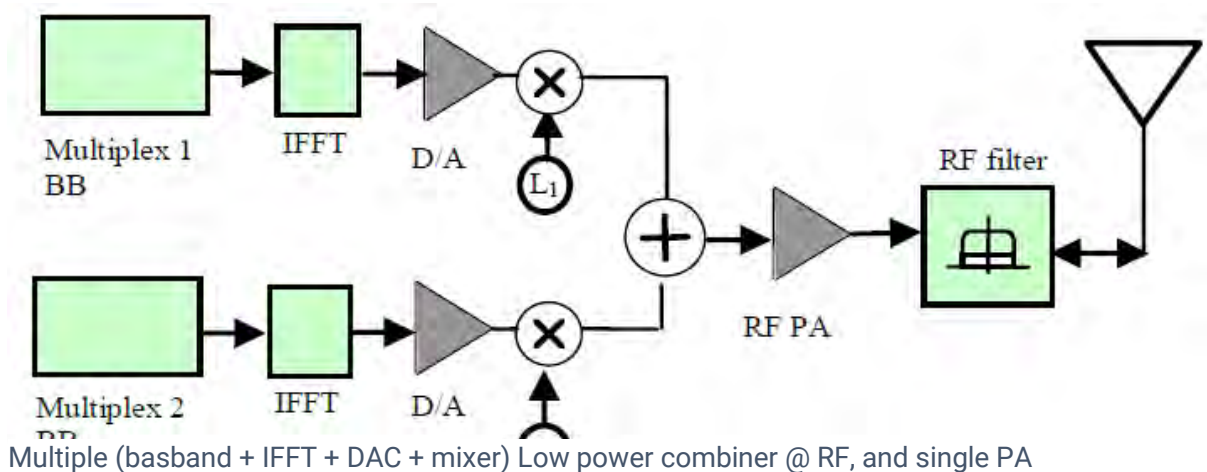 Multiplex 1
BB
IFFT
D/A
L1
RF filter
RF PA
Multiplex 2
IFFT
D/A
Multiple (basband + IFFT + DAC + mixer) Low power combiner @ RF, and single PA